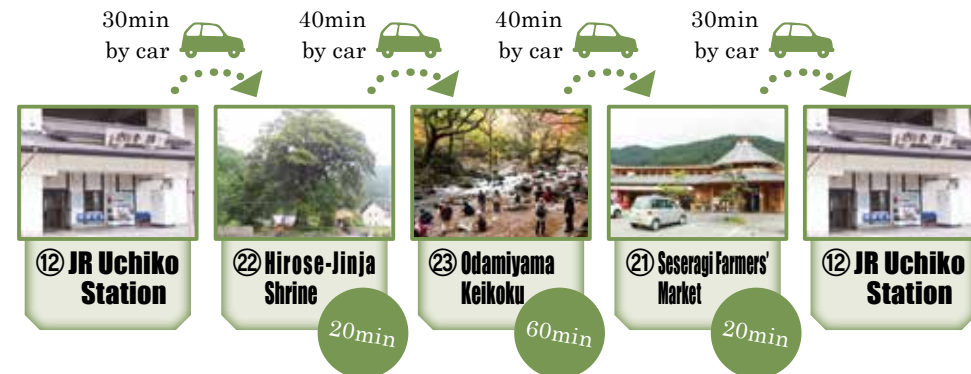 30min
by car
40min
by car
40min
by car
30min
by car
⑫ JR Uchiko
Station
㉒ Hirose-Jinja
Shrine
20min
㉓ Odamiyama
Keikoku
60min
㉑ Seseragi Farmers'
Market
20min
⑫ JR Uchiko
Station